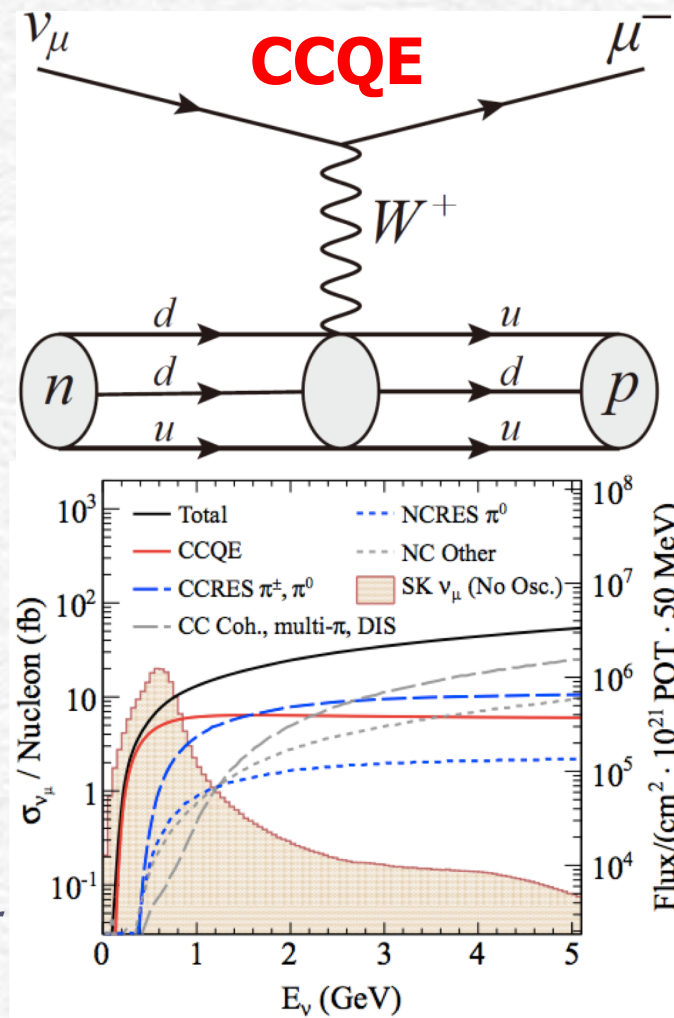 ν_μ CCQE μ⁻
W⁺
d u
n d d p
u u
10³
10²
10
1
10⁻¹
σ_νμ / Nucleon (fb)
Total
CCQE
CCRES π±, π⁰
CC Coh., multi-π, DIS
NCRES π⁰
NC Other
SK ν_μ (No Osc.)
10⁸
10⁷
10⁶
10⁵
10⁴
Flux/(cm² · 10²¹ POT · 50 MeV)
0 1 2 3 4 5
E_ν (GeV)